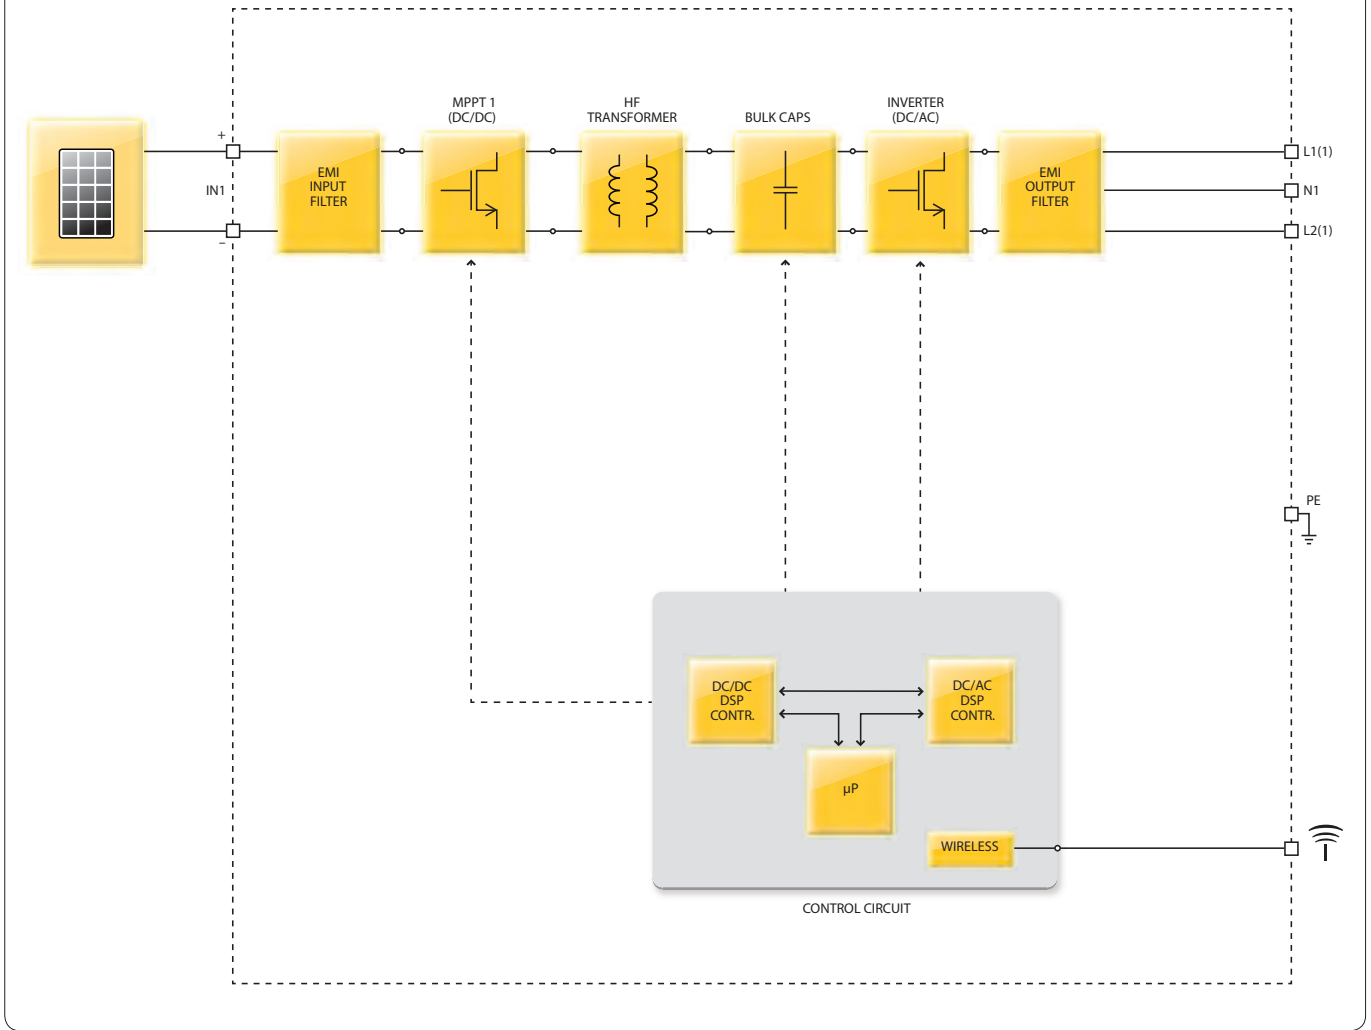 MPPT 1
(DC/DC)
HF
TRANSFORMER
BULK CAPS
INVERTER
(DC/AC)
+
IN1
−
EMI
INPUT
FILTER
EMI
OUTPUT
FILTER
L1(1)
N1
L2(1)
PE
DC/DC
DSP
CONTR.
DC/AC
DSP
CONTR.
µP
WIRELESS
CONTROL CIRCUIT